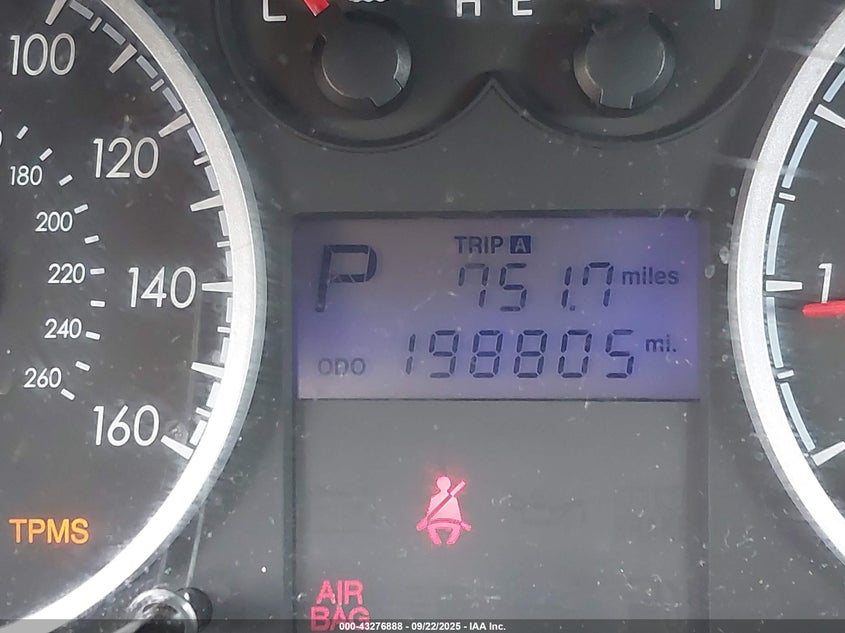 C H E F
100
120
180
200
220
140
240
260
160
TPMS
P
TRIP A
751.7 miles
ODO 198805 mi.
1
AIR
BAG
000-43276888 - 09/22/2025 - IAA Inc.